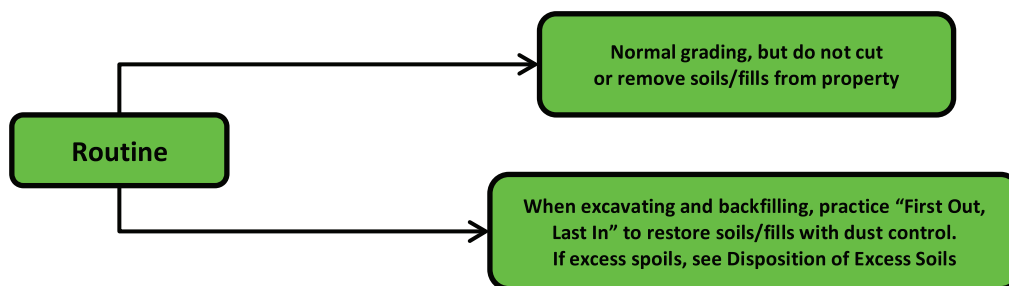 Normal grading, but do not cut
or remove soils/fills from property
Routine
When excavating and backfilling, practice “First Out,
Last In” to restore soils/fills with dust control.
If excess spoils, see Disposition of Excess Soils